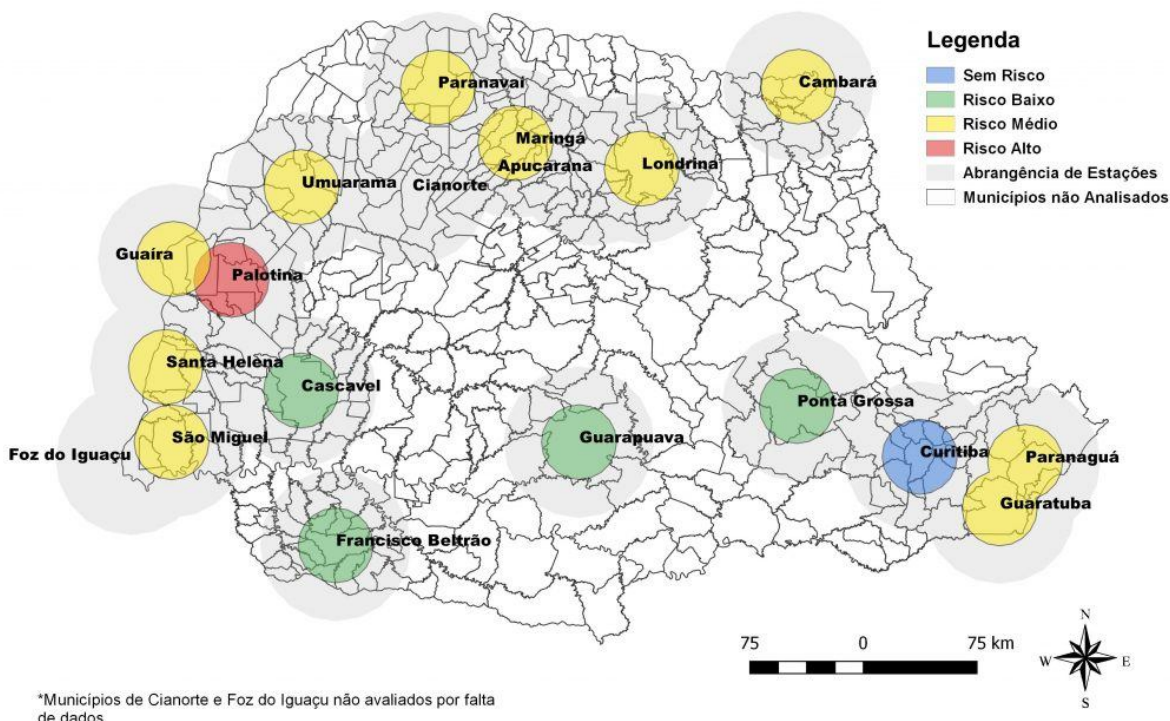 Legenda
Sem Risco
Risco Baixo
Risco Médio
Risco Alto
Abrangência de Estações
Municípios não Analisados
Paranavai
Cambará
Maringá
Apucarana
Londrina
Umuarama
Cianorte
Guaíra
Palotina
Santa Helena
Cascavel
Ponta Grossa
São Miguel
Guarapuava
Foz do Iguaçu
Curitiba
Paranaguá
Guaratuba
Francisco Beltrão
75 0 75 km
N
W E
S
*Municípios de Cianorte e Foz do Iguaçu não avaliados por falta
de dados